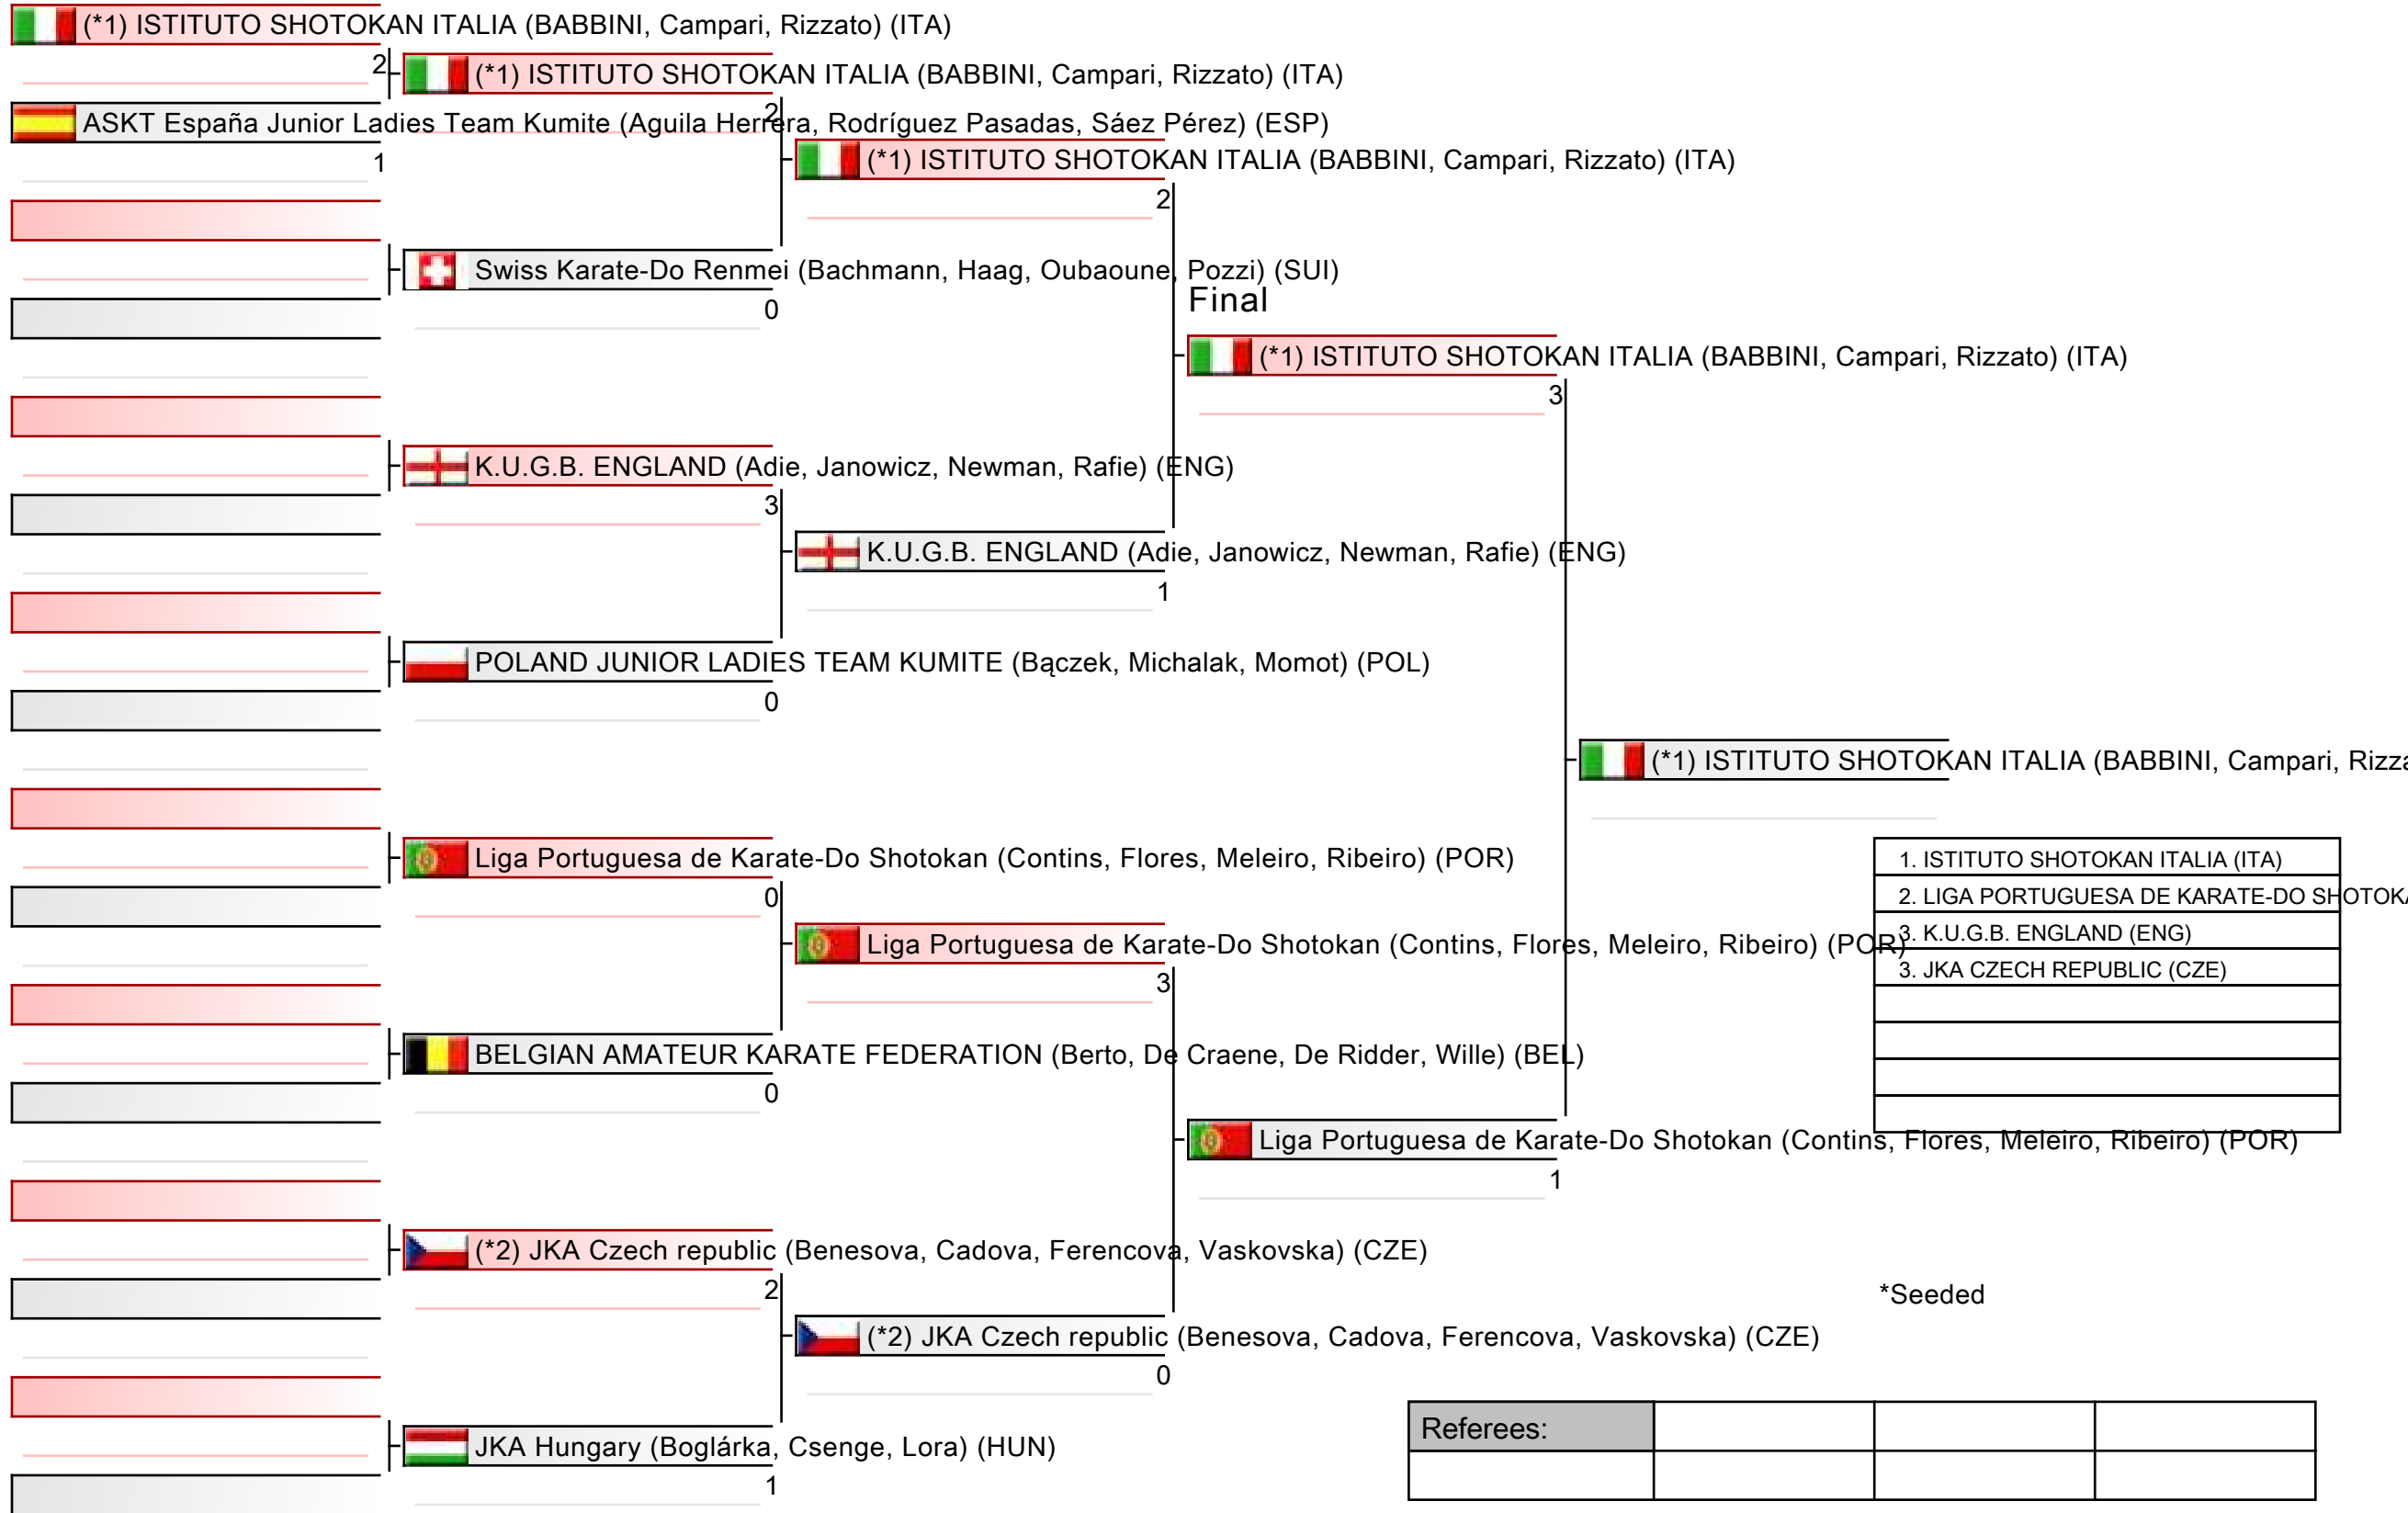 (*1) ISTITUTO SHOTOKAN ITALIA (BABBINI, Campari, Rizzato) (ITA)
2
(*1) ISTITUTO SHOTOKAN ITALIA (BABBINI, Campari, Rizzato) (ITA)
2
ASKT España Junior Ladies Team Kumite (Aguila Herrera, Rodríguez Pasadas, Sáez Pérez) (ESP)
1
(*1) ISTITUTO SHOTOKAN ITALIA (BABBINI, Campari, Rizzato) (ITA)
2
Swiss Karate-Do Renmei (Bachmann, Haag, Oubaoune, Pozzi) (SUI)
0
Final
(*1) ISTITUTO SHOTOKAN ITALIA (BABBINI, Campari, Rizzato) (ITA)
3
K.U.G.B. ENGLAND (Adie, Janowicz, Newman, Rafie) (ENG)
3
K.U.G.B. ENGLAND (Adie, Janowicz, Newman, Rafie) (ENG)
1
POLAND JUNIOR LADIES TEAM KUMITE (Bączek, Michalak, Momot) (POL)
0
(*1) ISTITUTO SHOTOKAN ITALIA (BABBINI, Campari, Rizza
Liga Portuguesa de Karate-Do Shotokan (Contins, Flores, Meleiro, Ribeiro) (POR)
0
1. ISTITUTO SHOTOKAN ITALIA (ITA)
2. LIGA PORTUGUESA DE KARATE-DO SHOTOKA
3. K.U.G.B. ENGLAND (ENG)
3. JKA CZECH REPUBLIC (CZE)
Liga Portuguesa de Karate-Do Shotokan (Contins, Flores, Meleiro, Ribeiro) (POR)
3
BELGIAN AMATEUR KARATE FEDERATION (Berto, De Craene, De Ridder, Wille) (BEL)
0
Liga Portuguesa de Karate-Do Shotokan (Contins, Flores, Meleiro, Ribeiro) (POR)
1
(*2) JKA Czech republic (Benesova, Cadova, Ferencova, Vaskovska) (CZE)
2
*Seeded
(*2) JKA Czech republic (Benesova, Cadova, Ferencova, Vaskovska) (CZE)
0
JKA Hungary (Boglárka, Csenge, Lora) (HUN)
1
Referees: